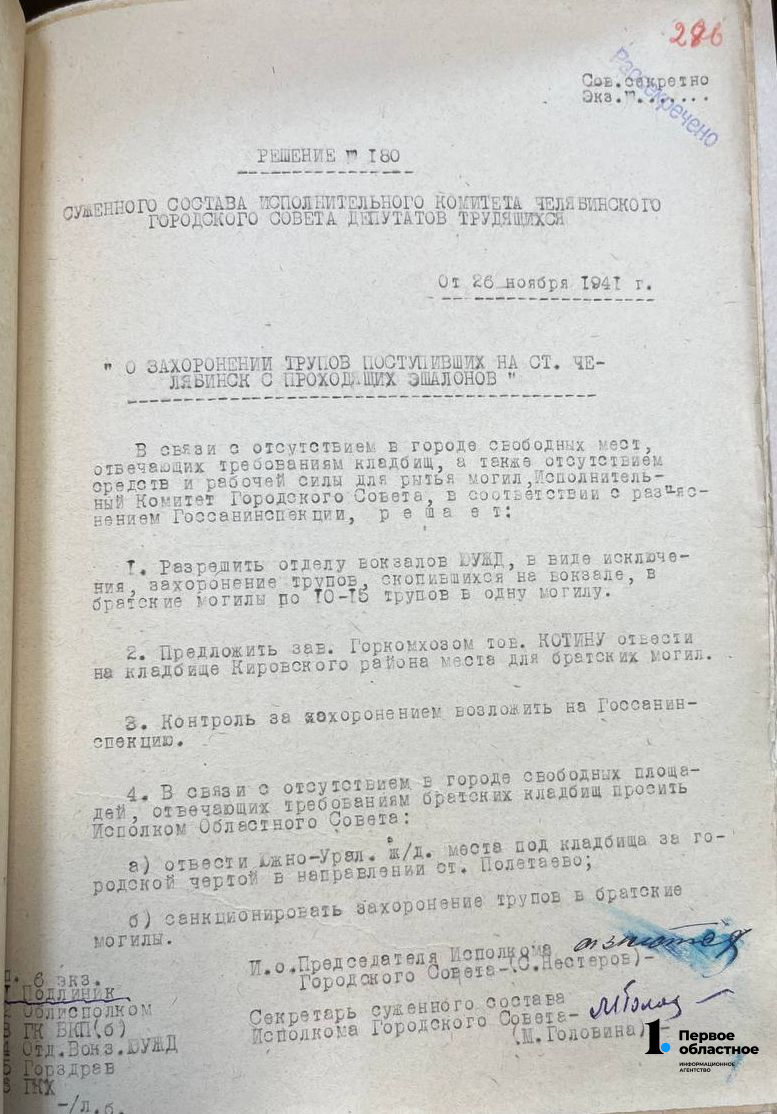 286
Сов.секретно
Экз.№.......
Рассекречено
РЕШЕНИЕ № 180
СУЖЕННОГО СОСТАВА ИСПОЛНИТЕЛЬНОГО КОМИТЕТА ЧЕЛЯБИНСКОГО
ГОРОДСКОГО СОВЕТА ДЕПУТАТОВ ТРУДЯЩИХСЯ
От 26 ноября 1941 г.
" О ЗАХОРОНЕНИИ ТРУПОВ ПОСТУПИВШИХ НА СТ. ЧЕ-
ЛЯБИНСК С ПРОХОДЯЩИХ ЭШАЛОНОВ "
В связи с отсутствием в городе свободных мест,
отвечающих требованиям кладбищ, а также отсутствием
средств и рабочей силы для рытья могил,Исполнитель-
ный Комитет Городского Совета, в соответствии с раз"яс-
нением Госсанинспекции, р е ш а е т:
1. Разрешить отделу вокзалов ЮУЖД, в виде исключе-
ния, захоронение трупов, скопившихся на вокзале, в
братские могилы по 10-15 трупов в одну могилу.
2. Предложить зав. Горкомхозом тов. КОТИНУ отвести
на кладбище Кировского района места для братских могил.
3. Контроль за захоронением возложить на Госсанин-
спекцию.
4. В связи с отсутствием в городе свободных площа-
дей, отвечающих требованиям братских кладбищ просить
Исполком Областного Совета:
а) отвести Южно-Урал. ж/д. места под кладбища за го-
родской чертой в направлении ст. Полетаево;
б) санкционировать захоронение трупов в братские
могилы.
И.о.Председателя Исполкома
Городского Совета-(С.Нестеров)-
Секретарь суженного состава
Исполкома Городского Совета-
(М.Головина)-
п. 6 экз.
1 Подлиник
2 Облисполком
3 ГК ВКП(б)
4 Отд.Вокз.ЮУЖД
5 Горздрав
6 ГКХ
-/л.б.
1. Первое
областное
ИНФОРМАЦИОННОЕ
АГЕНТСТВО